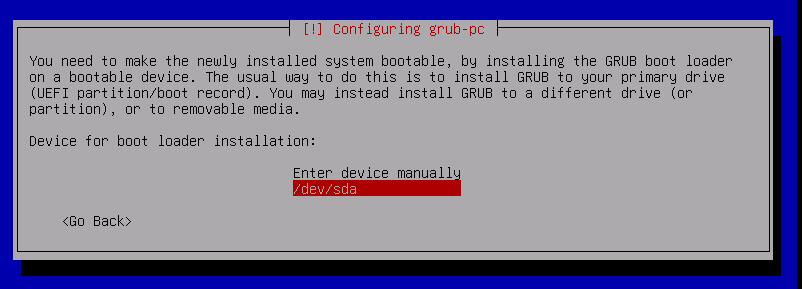 [!] Configuring grub-pc
You need to make the newly installed system bootable, by installing the GRUB boot loader
on a bootable device. The usual way to do this is to install GRUB to your primary drive
(UEFI partition/boot record). You may instead install GRUB to a different drive (or
partition), or to removable media.
Device for boot loader installation:
Enter device manually
/dev/sda
<Go Back>